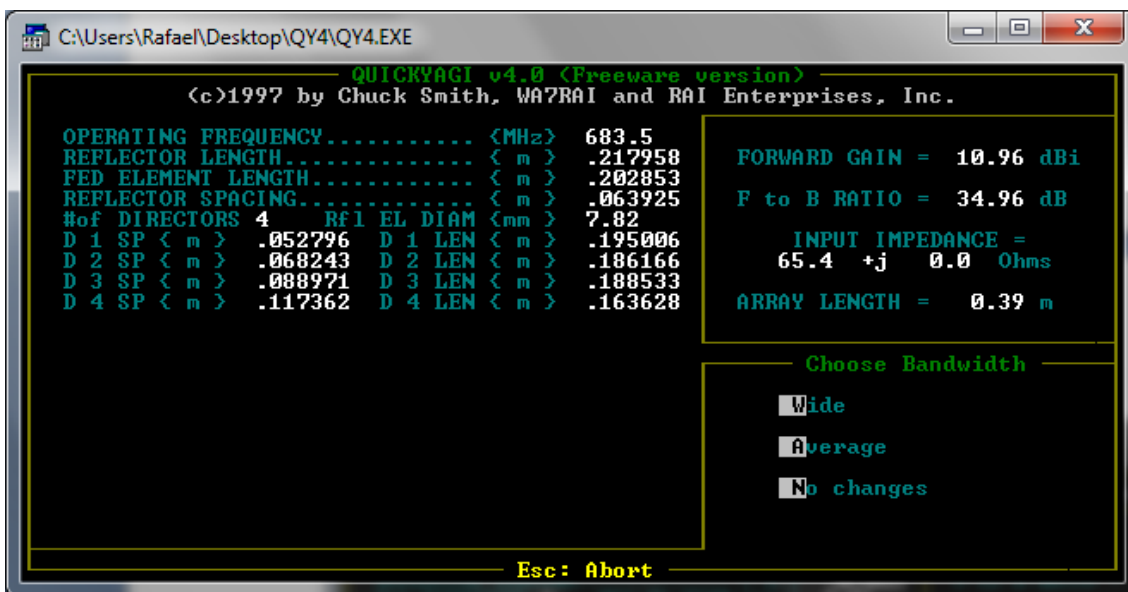 C:\Users\Rafael\Desktop\QY4\QY4.EXE
QUICKYAGI v4.0 (Freeware version)
(c)1997 by Chuck Smith, WA7RAI and RAI Enterprises, Inc.
OPERATING FREQUENCY............ {MHz} 683.5
REFLECTOR LENGTH............... { m } .217958
FED ELEMENT LENGTH............. { m } .202853
REFLECTOR SPACING.............. { m } .063925
#of DIRECTORS 4 Rfl EL DIAM {mm } 7.82
D 1 SP { m } .052796 D 1 LEN { m } .195006
D 2 SP { m } .068243 D 2 LEN { m } .186166
D 3 SP { m } .088971 D 3 LEN { m } .188533
D 4 SP { m } .117362 D 4 LEN { m } .163628
FORWARD GAIN = 10.96 dBi
F to B RATIO = 34.96 dB
INPUT IMPEDANCE =
65.4 +j 0.0 Ohms
ARRAY LENGTH = 0.39 m
Choose Bandwidth
Wide
Average
No changes
Esc: Abort